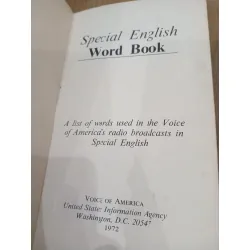 Special English
Word Book
A list of words used in the Voice
of America's radio broadcasts in
Special English
VOICE OF AMERICA
United States Information Agency
Washington, D.C. 20547
1972